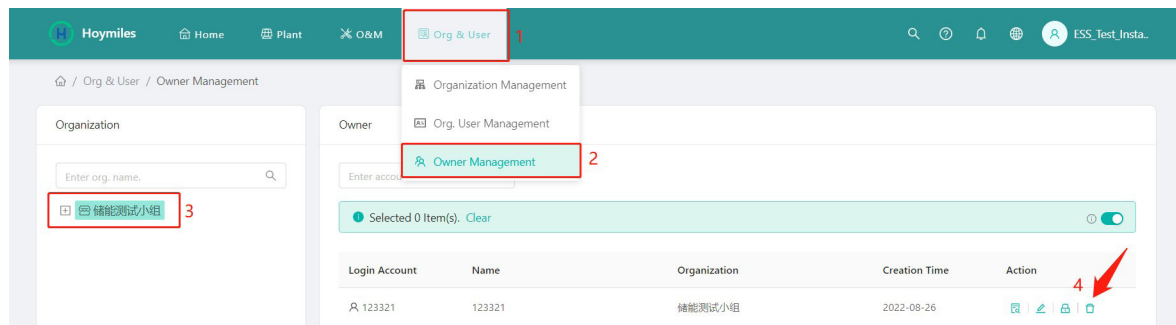 Hoymiles Home Plant O&M Org & User 1 ESS_Test_Insta..
/ Org & User / Owner Management
Organization Management
Org. User Management
Owner Management 2
Organization
Enter org. name.
储能测试小组 3
Owner
Enter accou
Selected 0 Item(s). Clear
Login Account Name Organization Creation Time Action
4
123321 123321 储能测试小组 2022-08-26